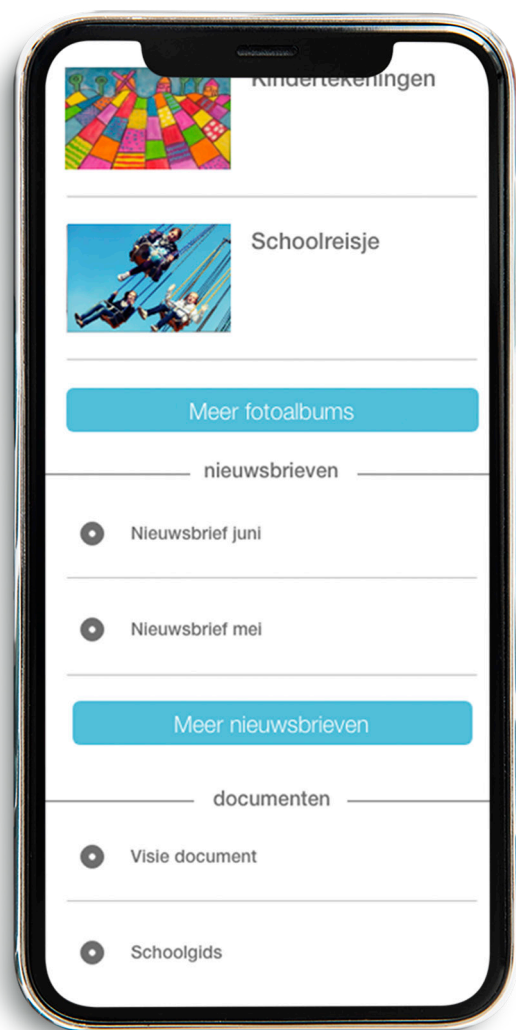 Kindertekeningen
Schoolreisje
Meer fotoalbums
nieuwsbrieven
Nieuwsbrief juni
Nieuwsbrief mei
Meer nieuwsbrieven
documenten
Visie document
Schoolgids